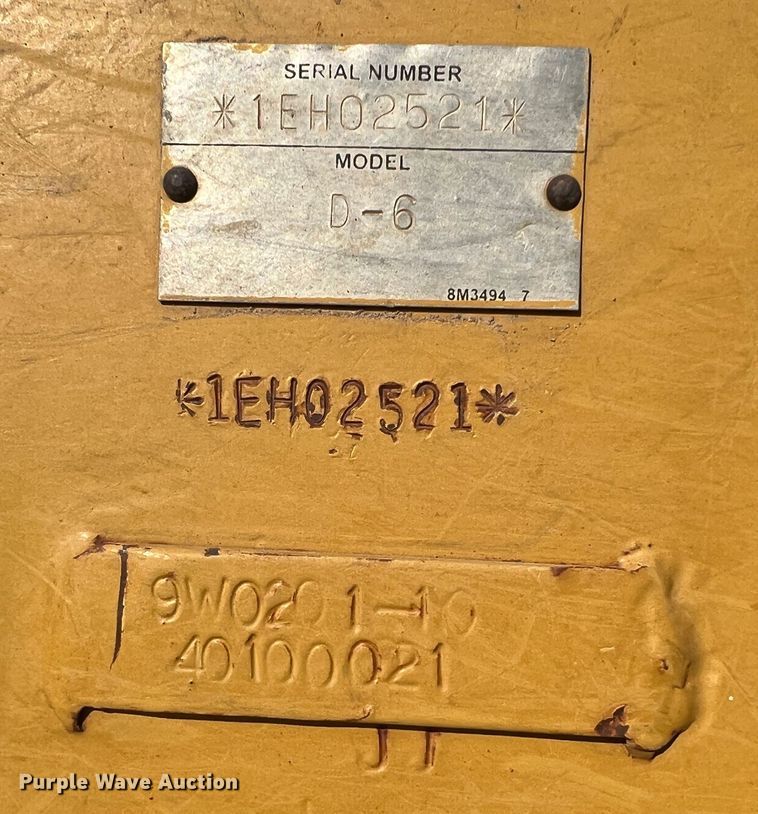 SERIAL NUMBER
*1EH02521*
MODEL
D-6
8M3494 7
*1EH02521*
9W0201-10
40100021
Purple Wave Auction